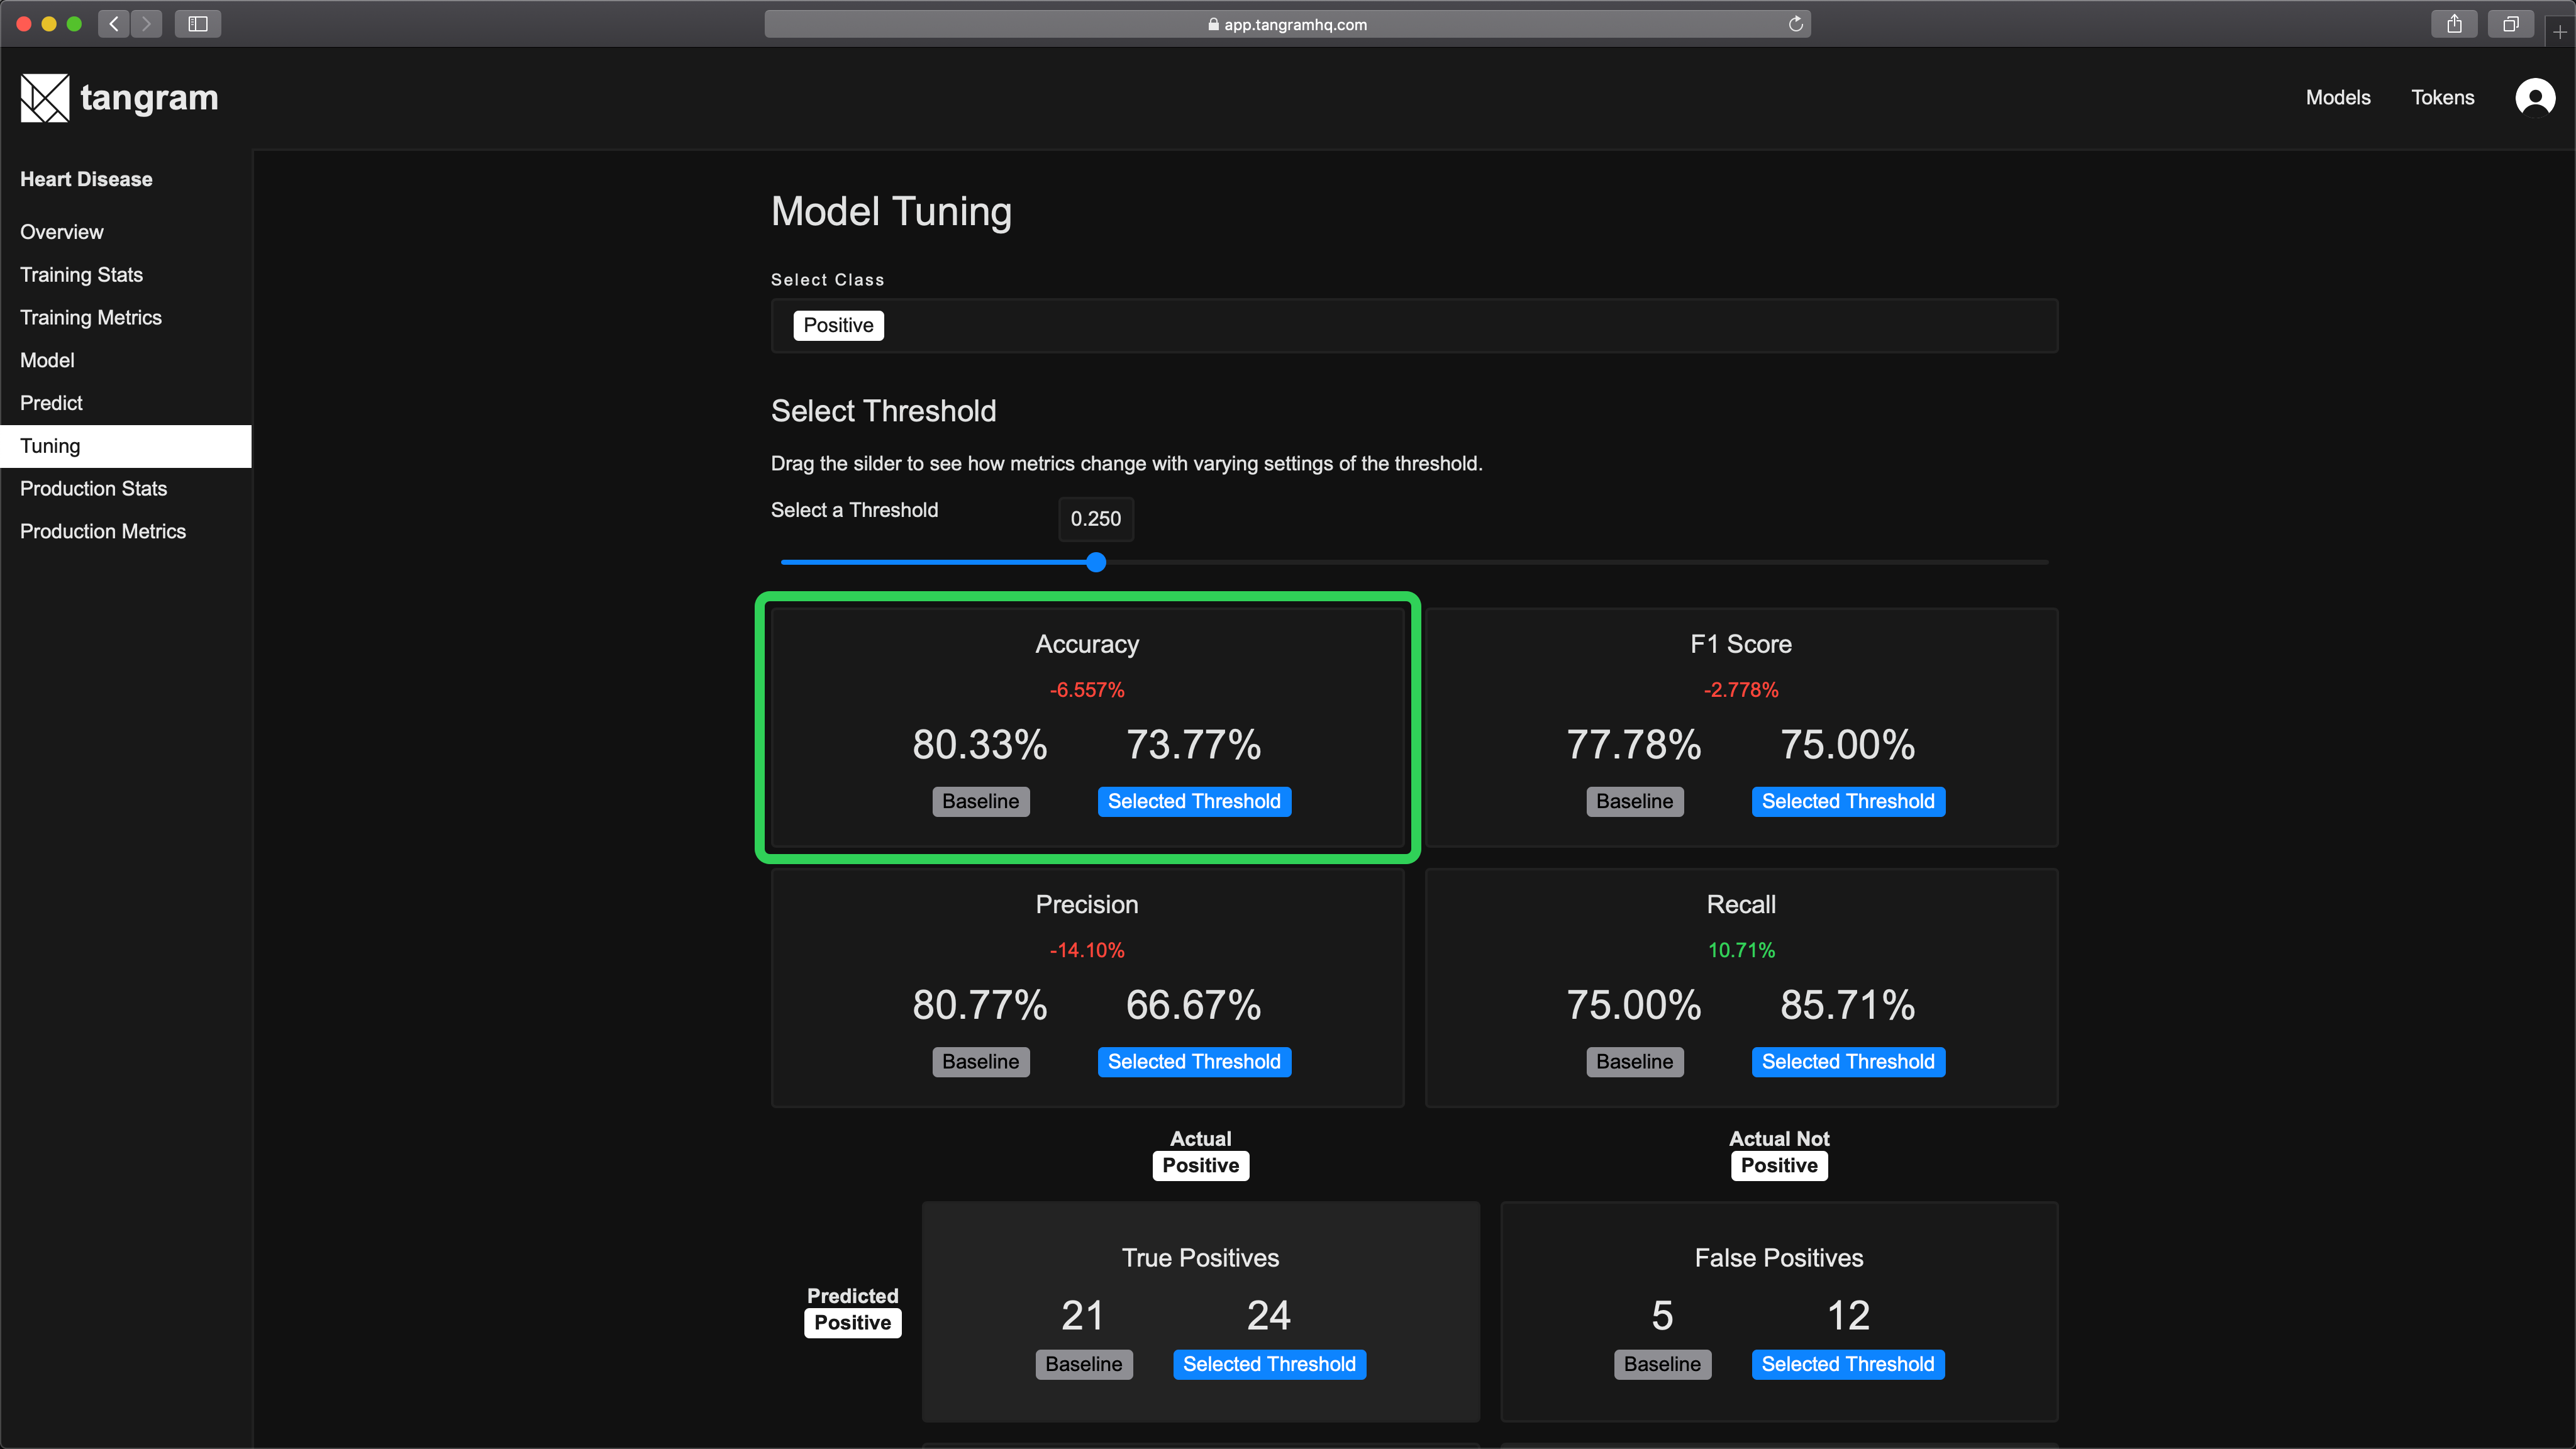 app.tangramhq.com
tangram
Models
Tokens
Heart Disease
Overview
Training Stats
Training Metrics
Model
Predict
Tuning
Production Stats
Production Metrics
Model Tuning
Select Class
Positive
Select Threshold
Drag the silder to see how metrics change with varying settings of the threshold.
Select a Threshold
0.250
Accuracy
-6.557%
80.33% 73.77%
Baseline Selected Threshold
F1 Score
-2.778%
77.78% 75.00%
Baseline Selected Threshold
Precision
-14.10%
80.77% 66.67%
Baseline Selected Threshold
Recall
10.71%
75.00% 85.71%
Baseline Selected Threshold
Actual
Positive
Actual Not
Positive
Predicted
Positive
True Positives
21 24
Baseline Selected Threshold
False Positives
5 12
Baseline Selected Threshold